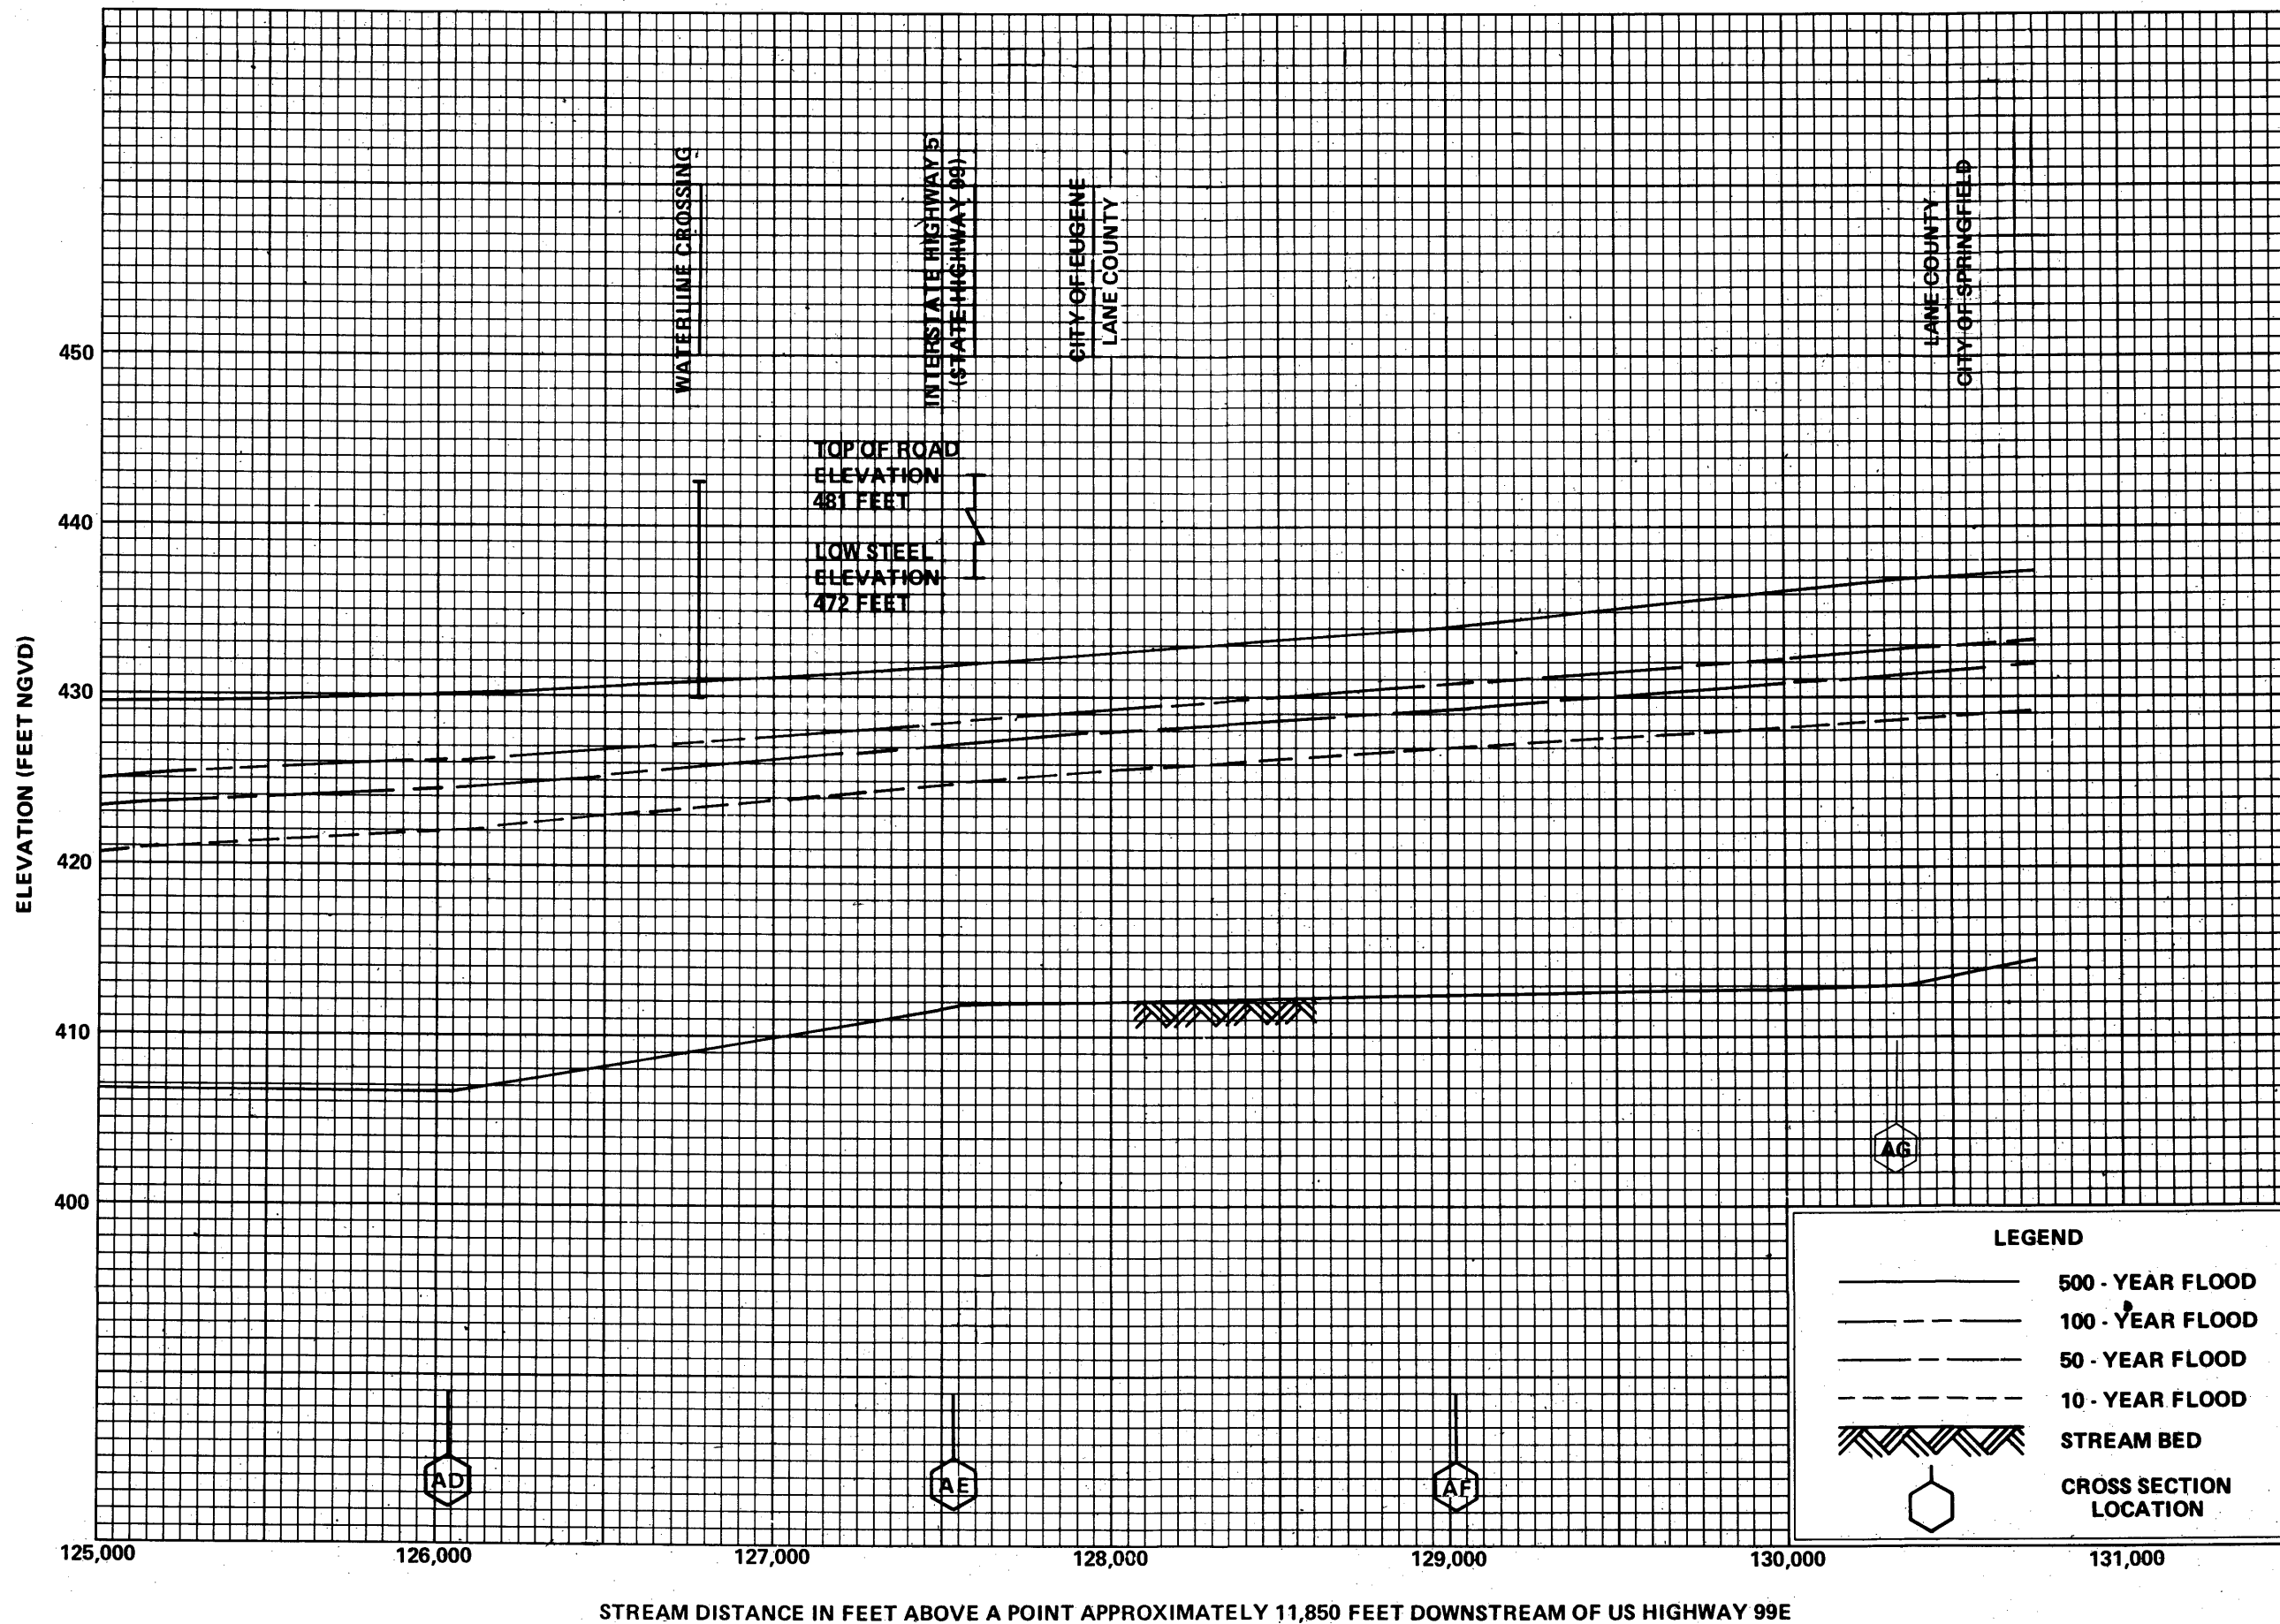 WATERLINE CROSSING
INTERSTATE HIGHWAY 5
(STATE HIGHWAY 99)
CITY OF EUGENE
LANE COUNTY
LANE COUNTY
CITY OF SPRINGFIELD
TOP OF ROAD
ELEVATION
481 FEET
LOW STEEL
ELEVATION
472 FEET
ELEVATION (FEET NGVD)
450
440
430
420
410
400
AD
AE
AF
AG
LEGEND
500 - YEAR FLOOD
100 - YEAR FLOOD
50 - YEAR FLOOD
10 - YEAR FLOOD
STREAM BED
CROSS SECTION
LOCATION
125,000
126,000
127,000
128,000
129,000
130,000
131,000
STREAM DISTANCE IN FEET ABOVE A POINT APPROXIMATELY 11,850 FEET DOWNSTREAM OF US HIGHWAY 99E